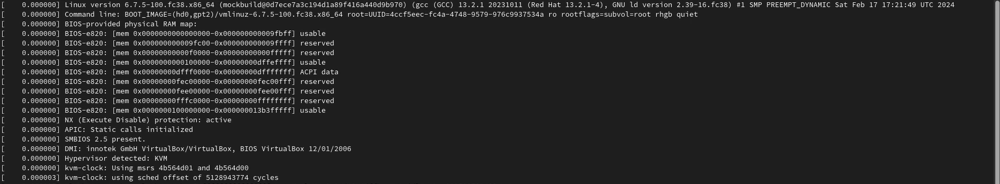 [    0.000000] Linux version 6.7.5-100.fc38.x86_64 (mockbuild@0d7ece7a3c194d1a89f416a440d9b970) (gcc (GCC) 13.2.1 20231011 (Red Hat 13.2.1-4), GNU ld version 2.39-16.fc38) #1 SMP PREEMPT_DYNAMIC Sat Feb 17 17:21:49 UTC 2024
[    0.000000] Command line: BOOT_IMAGE=(hd0,gpt2)/vmlinuz-6.7.5-100.fc38.x86_64 root=UUID=4ccf5eec-fc4a-4748-9579-976c9937534a ro rootflags=subvol=root rhgb quiet
[    0.000000] BIOS-provided physical RAM map:
[    0.000000] BIOS-e820: [mem 0x0000000000000000-0x000000000009fbff] usable
[    0.000000] BIOS-e820: [mem 0x000000000009fc00-0x000000000009ffff] reserved
[    0.000000] BIOS-e820: [mem 0x00000000000f0000-0x00000000000fffff] reserved
[    0.000000] BIOS-e820: [mem 0x0000000000100000-0x00000000dffeffff] usable
[    0.000000] BIOS-e820: [mem 0x00000000dfff0000-0x00000000dfffffff] ACPI data
[    0.000000] BIOS-e820: [mem 0x00000000fec00000-0x00000000fec00fff] reserved
[    0.000000] BIOS-e820: [mem 0x00000000fee00000-0x00000000fee00fff] reserved
[    0.000000] BIOS-e820: [mem 0x00000000fffc0000-0x00000000ffffffff] reserved
[    0.000000] BIOS-e820: [mem 0x0000000100000000-0x000000013b3fffff] usable
[    0.000000] NX (Execute Disable) protection: active
[    0.000000] APIC: Static calls initialized
[    0.000000] SMBIOS 2.5 present.
[    0.000000] DMI: innotek GmbH VirtualBox/VirtualBox, BIOS VirtualBox 12/01/2006
[    0.000000] Hypervisor detected: KVM
[    0.000000] kvm-clock: Using msrs 4b564d01 and 4b564d00
[    0.000003] kvm-clock: using sched offset of 5128943774 cycles